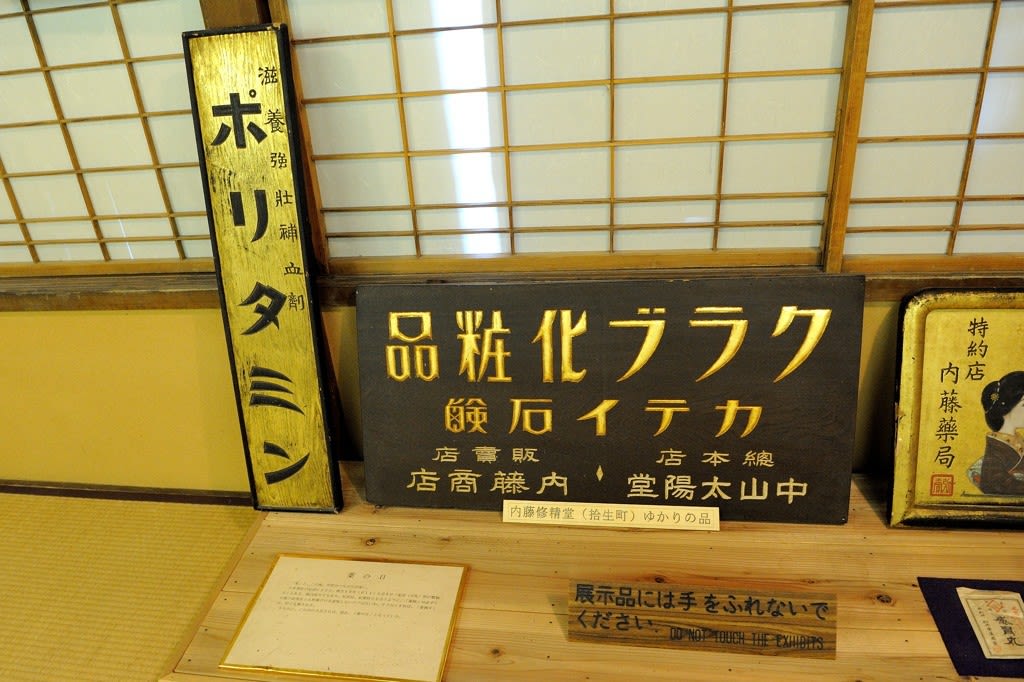 滋養強壯補血劑
ポリタミン
クラブ化粧品
カテイ石鹸
總本店
中山太陽堂
販賣店
内藤商店
内藤修精堂（拾生町）ゆかりの品
特約店
内藤藥局
展示品には手をふれないで
ください. DO NOT TOUCH THE EXHIBITS